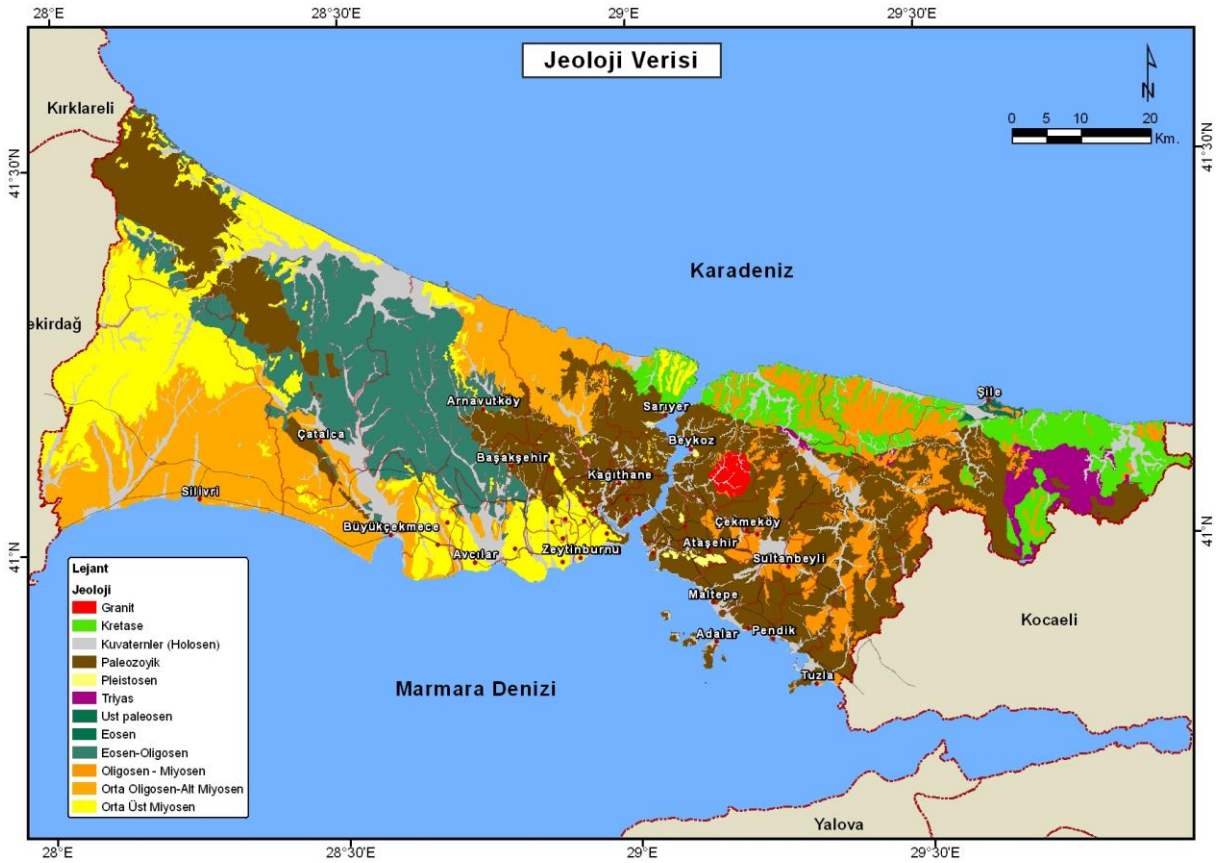 28°E
28°30'E
29°E
29°30'E
Jeoloji Verisi
N
0 5 10 20
Km.
Kırklareli
41°30'N
41°30'N
Karadeniz
ekirdağ
Şile
Arnavutköy
Sarıyer
Çatalca
Beykoz
Başakşehir
Kağıthane
Silivri
Büyükçekmece
Çekmeköy
Avcılar
Zeytinburnu
Ataşehir
Sultanbeyli
41°N
41°N
Maltepe
Adalar
Pendik
Kocaeli
Tuzla
Marmara Denizi
Yalova
Lejant
Jeoloji
Granit
Kretase
Kuvaternler (Holosen)
Paleozoyik
Pleistosen
Triyas
Ust paleosen
Eosen
Eosen-Oligosen
Oligosen - Miyosen
Orta Oligosen-Alt Miyosen
Orta Üst Miyosen
28°E
28°30'E
29°E
29°30'E